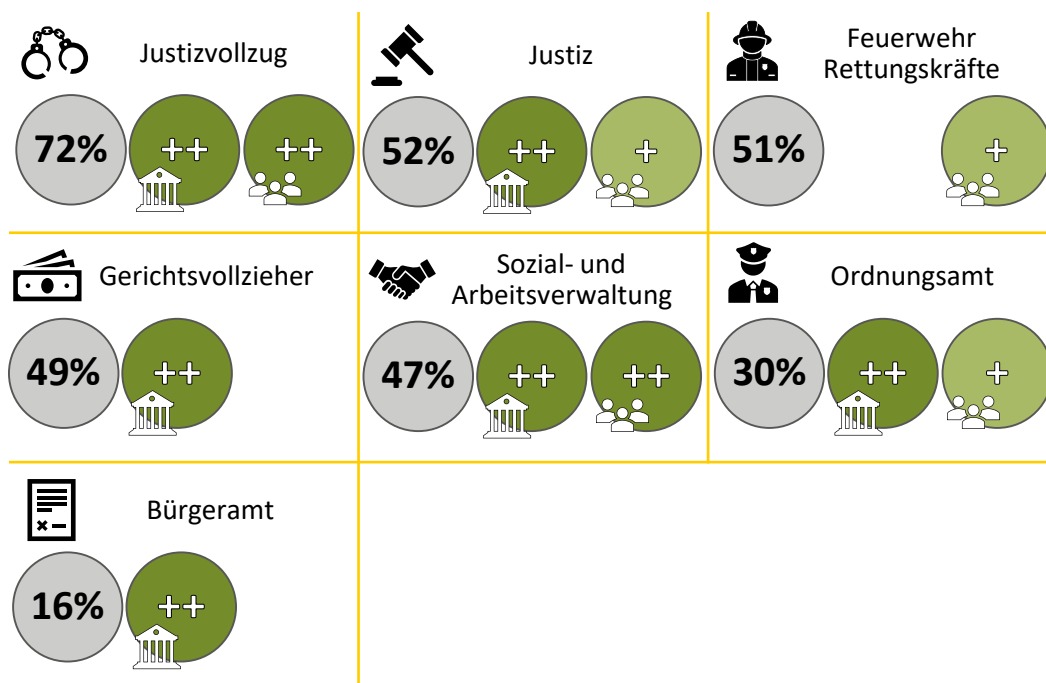 Justizvollzug
72% ++ ++
Justiz
52% ++ +
Feuerwehr
Rettungskräfte
51% +
Gerichtsvollzieher
49% ++
Sozial- und
Arbeitsverwaltung
47% ++ ++
Ordnungsamt
30% ++ +
Bürgeramt
16% ++